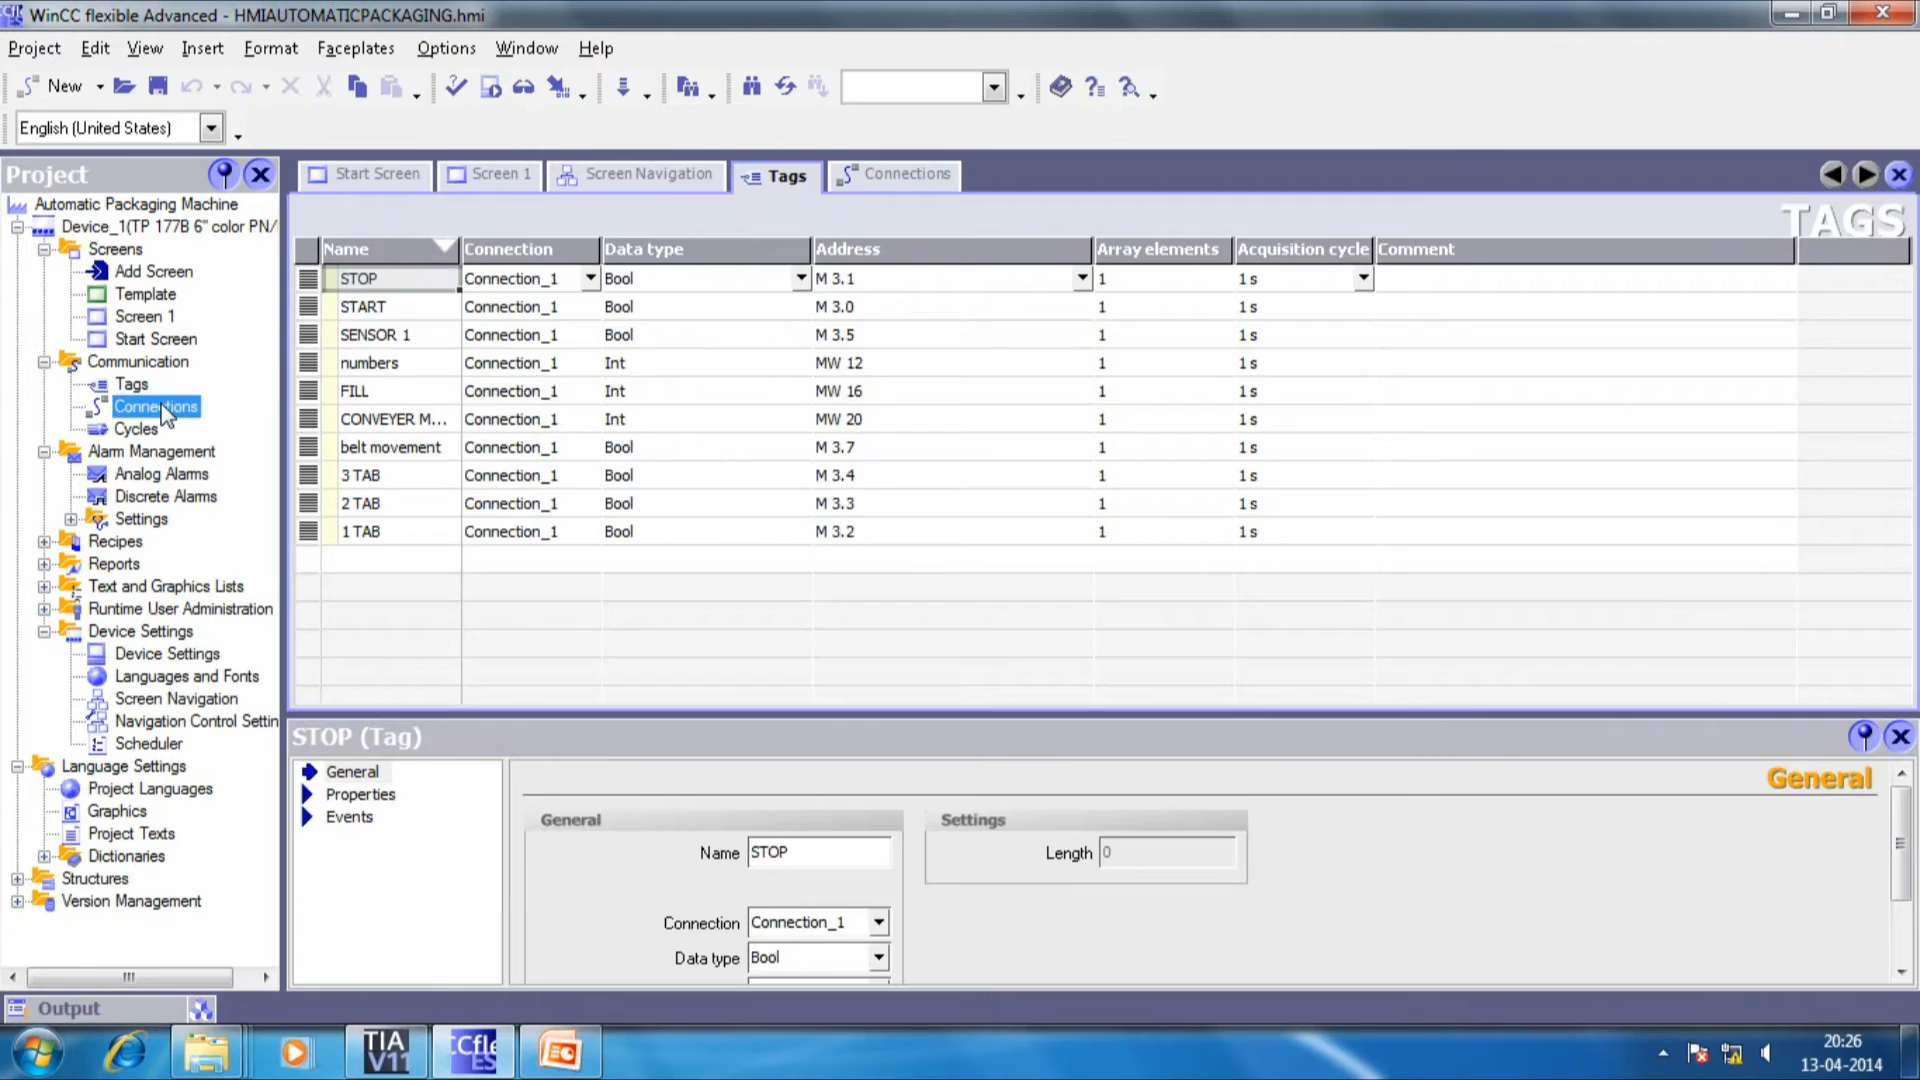 WinCC flexible Advanced - HMIAUTOMATICPACKAGING.hmi
Project Edit View Insert Format Faceplates Options Window Help
New
English (United States)
Project
Automatic Packaging Machine
Device_1(TP 177B 6" color PN/
Screens
Add Screen
Template
Screen 1
Start Screen
Communication
Tags
Connections
Cycles
Alarm Management
Analog Alarms
Discrete Alarms
Settings
Recipes
Reports
Text and Graphics Lists
Runtime User Administration
Device Settings
Device Settings
Languages and Fonts
Screen Navigation
Navigation Control Settin
Scheduler
Language Settings
Project Languages
Graphics
Project Texts
Dictionaries
Structures
Version Management
Start Screen Screen 1 Screen Navigation Tags Connections
TAGS
Name Connection Data type Address Array elements Acquisition cycle Comment
STOP Connection_1 Bool M 3.1 1 1 s
START Connection_1 Bool M 3.0 1 1 s
SENSOR 1 Connection_1 Bool M 3.5 1 1 s
numbers Connection_1 Int MW 12 1 1 s
FILL Connection_1 Int MW 16 1 1 s
CONVEYER M... Connection_1 Int MW 20 1 1 s
belt movement Connection_1 Bool M 3.7 1 1 s
3 TAB Connection_1 Bool M 3.4 1 1 s
2 TAB Connection_1 Bool M 3.3 1 1 s
1 TAB Connection_1 Bool M 3.2 1 1 s
STOP (Tag)
General
Properties
Events
General
General
Name STOP
Connection Connection_1
Data type Bool
Settings
Length 0
Output
TIA
V11
Cfle
ES
20:26
13-04-2014